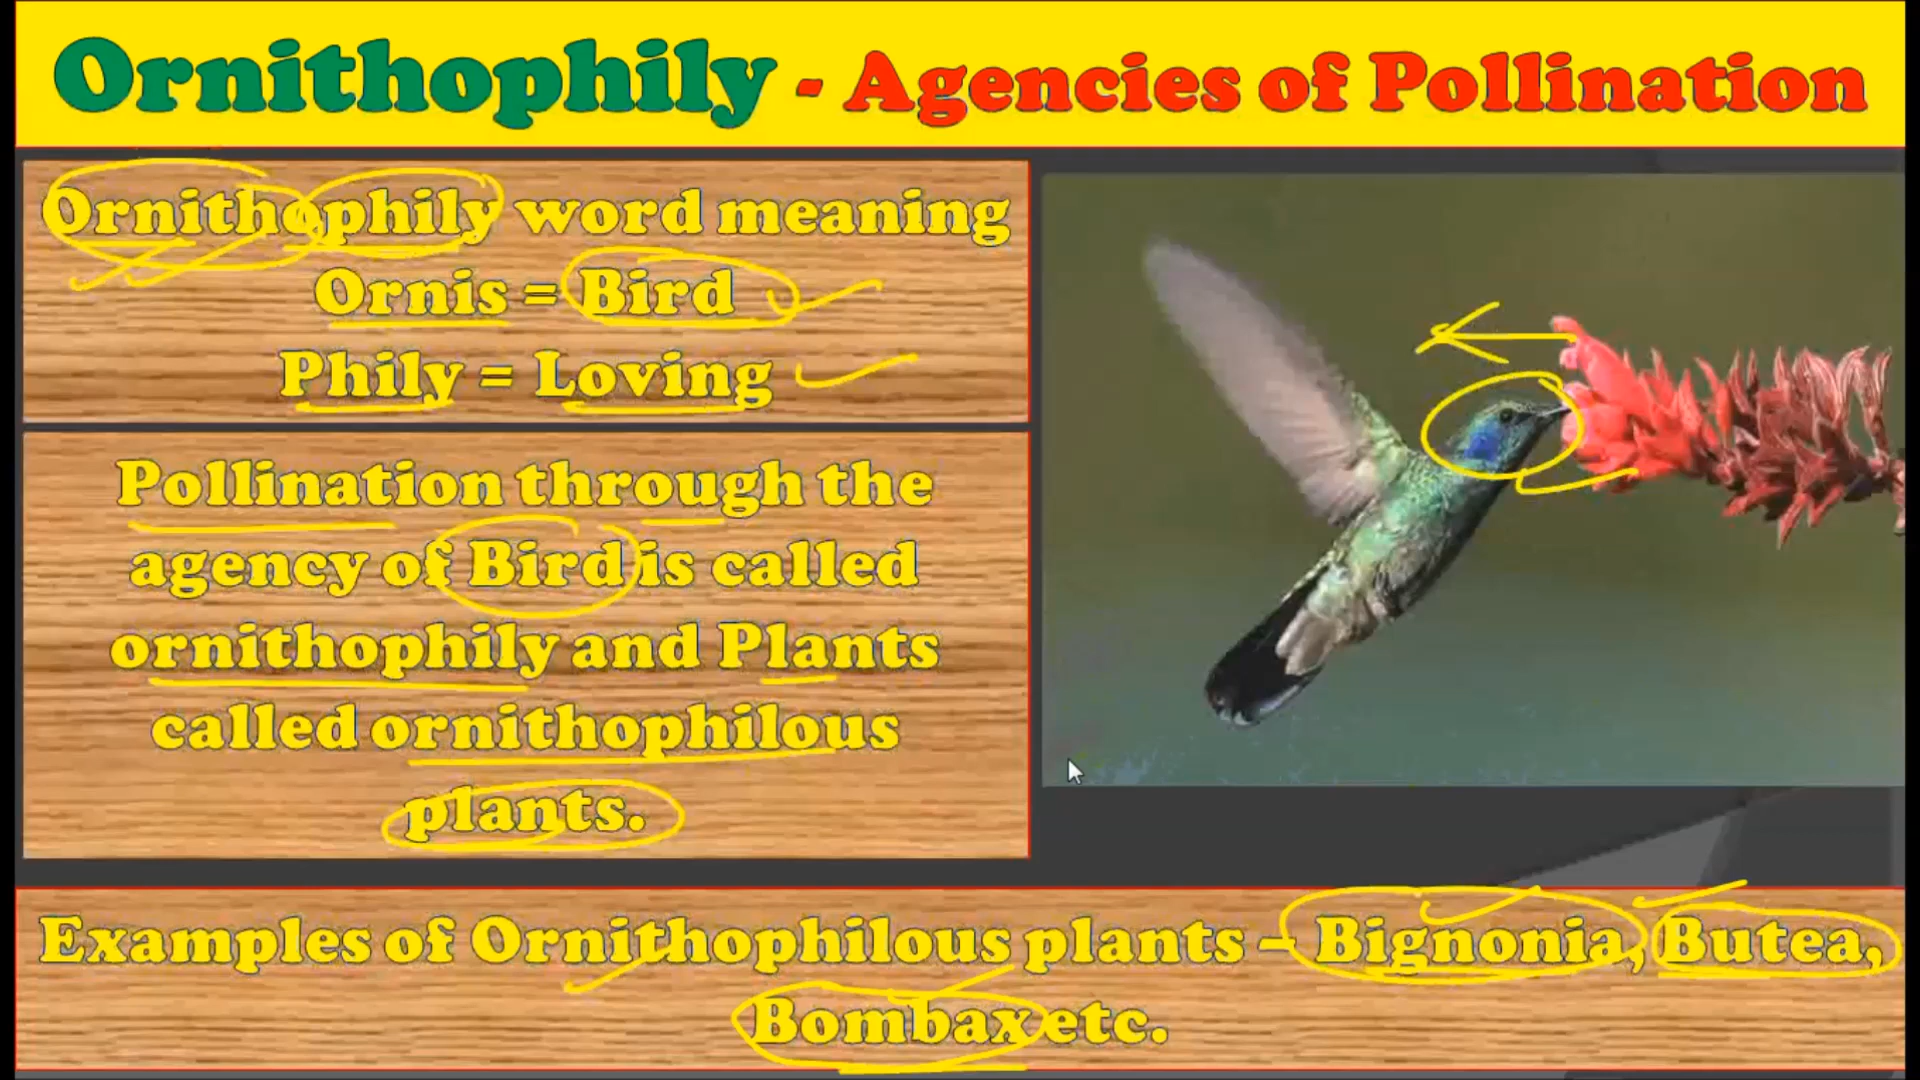 Ornithophily - Agencies of Pollination
Ornithophily word meaning
Ornis = Bird
Phily = Loving
Pollination through the
agency of Bird is called
ornithophily and Plants
called ornithophilous
plants.
Examples of Ornithophilous plants – Bignonia, Butea,
Bombax etc.